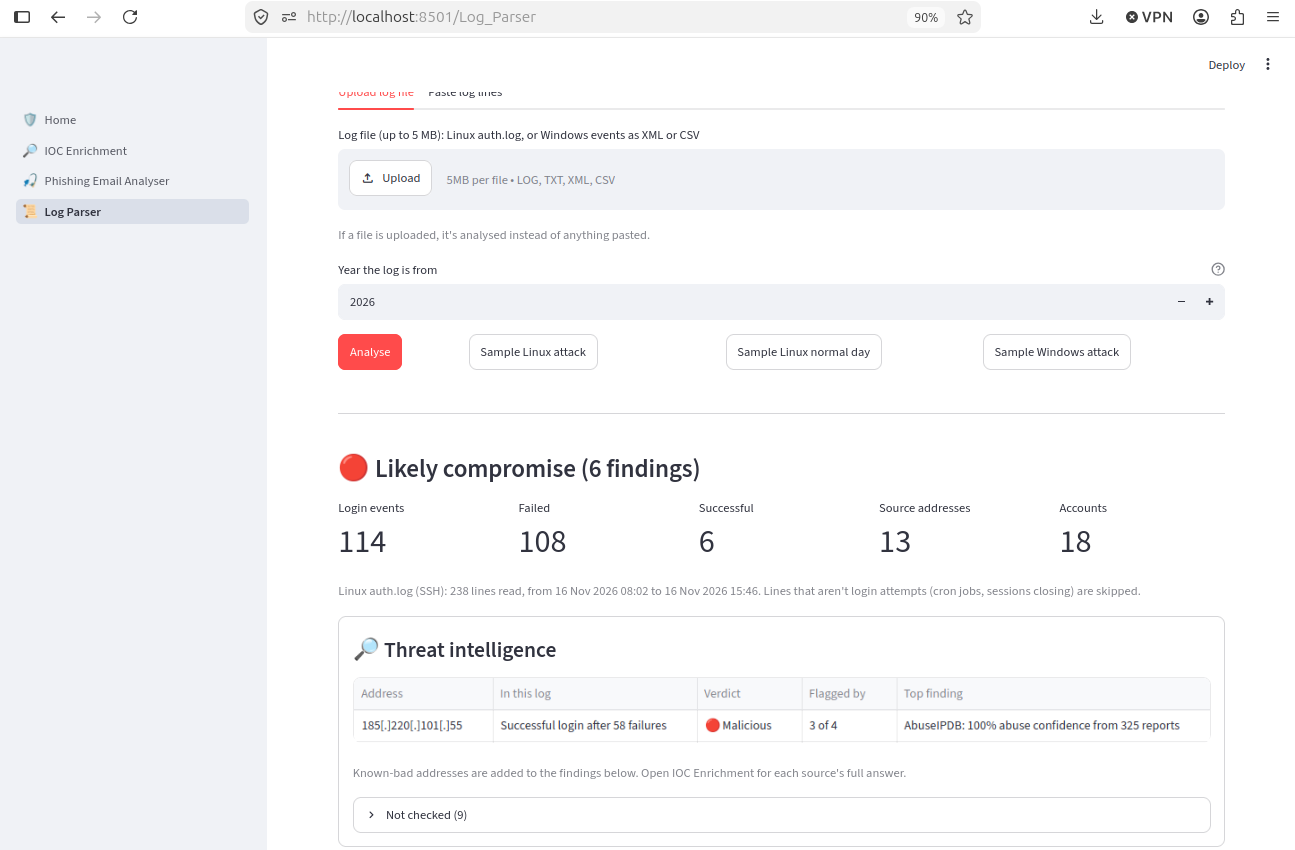 http://localhost:8501/Log_Parser
90%
VPN
Deploy
Home
IOC Enrichment
Phishing Email Analyser
Log Parser
Upload log file Paste log lines
Log file (up to 5 MB): Linux auth.log, or Windows events as XML or CSV
Upload
5MB per file • LOG, TXT, XML, CSV
If a file is uploaded, it's analysed instead of anything pasted.
Year the log is from
2026
Analyse
Sample Linux attack
Sample Linux normal day
Sample Windows attack
Likely compromise (6 findings)
Login events Failed Successful Source addresses Accounts
114 108 6 13 18
Linux auth.log (SSH): 238 lines read, from 16 Nov 2026 08:02 to 16 Nov 2026 15:46. Lines that aren't login attempts (cron jobs, sessions closing) are skipped.
Threat intelligence
Address In this log Verdict Flagged by Top finding
185[.]220[.]101[.]55 Successful login after 58 failures Malicious 3 of 4 AbuseIPDB: 100% abuse confidence from 325 reports
Known-bad addresses are added to the findings below. Open IOC Enrichment for each source's full answer.
Not checked (9)